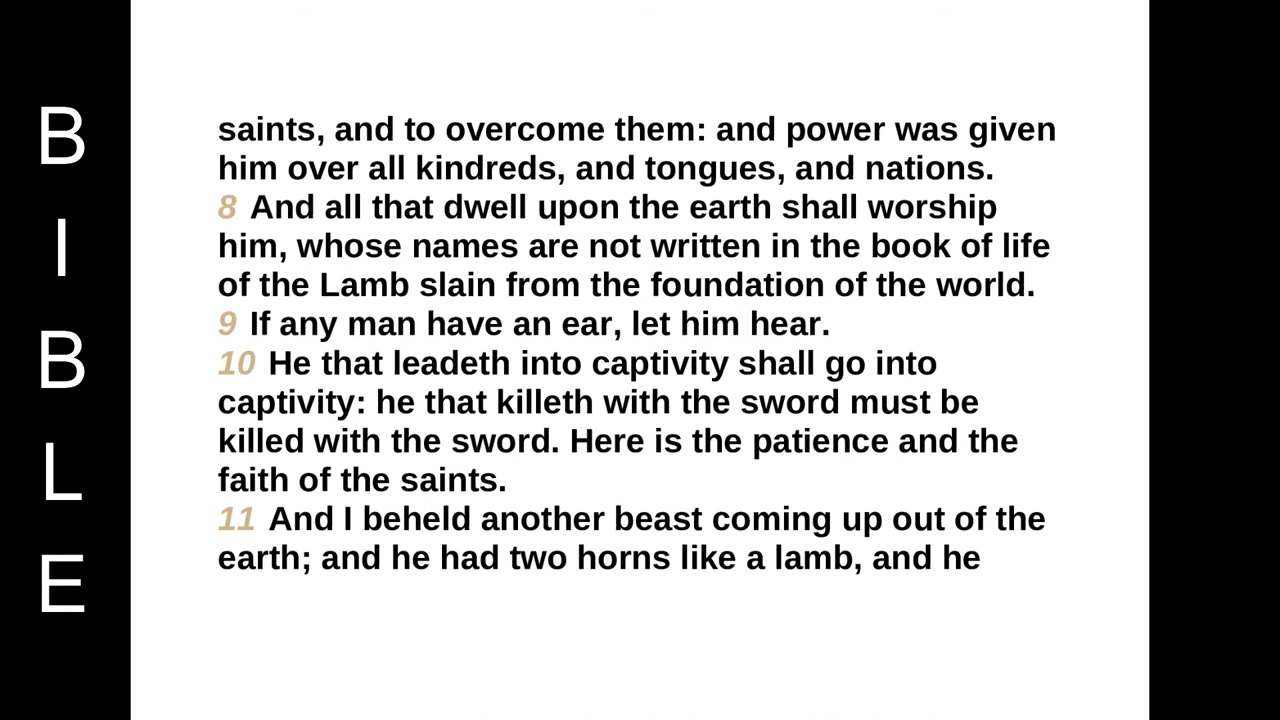 B
I
B
L
E
saints, and to overcome them: and power was given
him over all kindreds, and tongues, and nations.
8 And all that dwell upon the earth shall worship
him, whose names are not written in the book of life
of the Lamb slain from the foundation of the world.
9 If any man have an ear, let him hear.
10 He that leadeth into captivity shall go into
captivity: he that killeth with the sword must be
killed with the sword. Here is the patience and the
faith of the saints.
11 And I beheld another beast coming up out of the
earth; and he had two horns like a lamb, and he